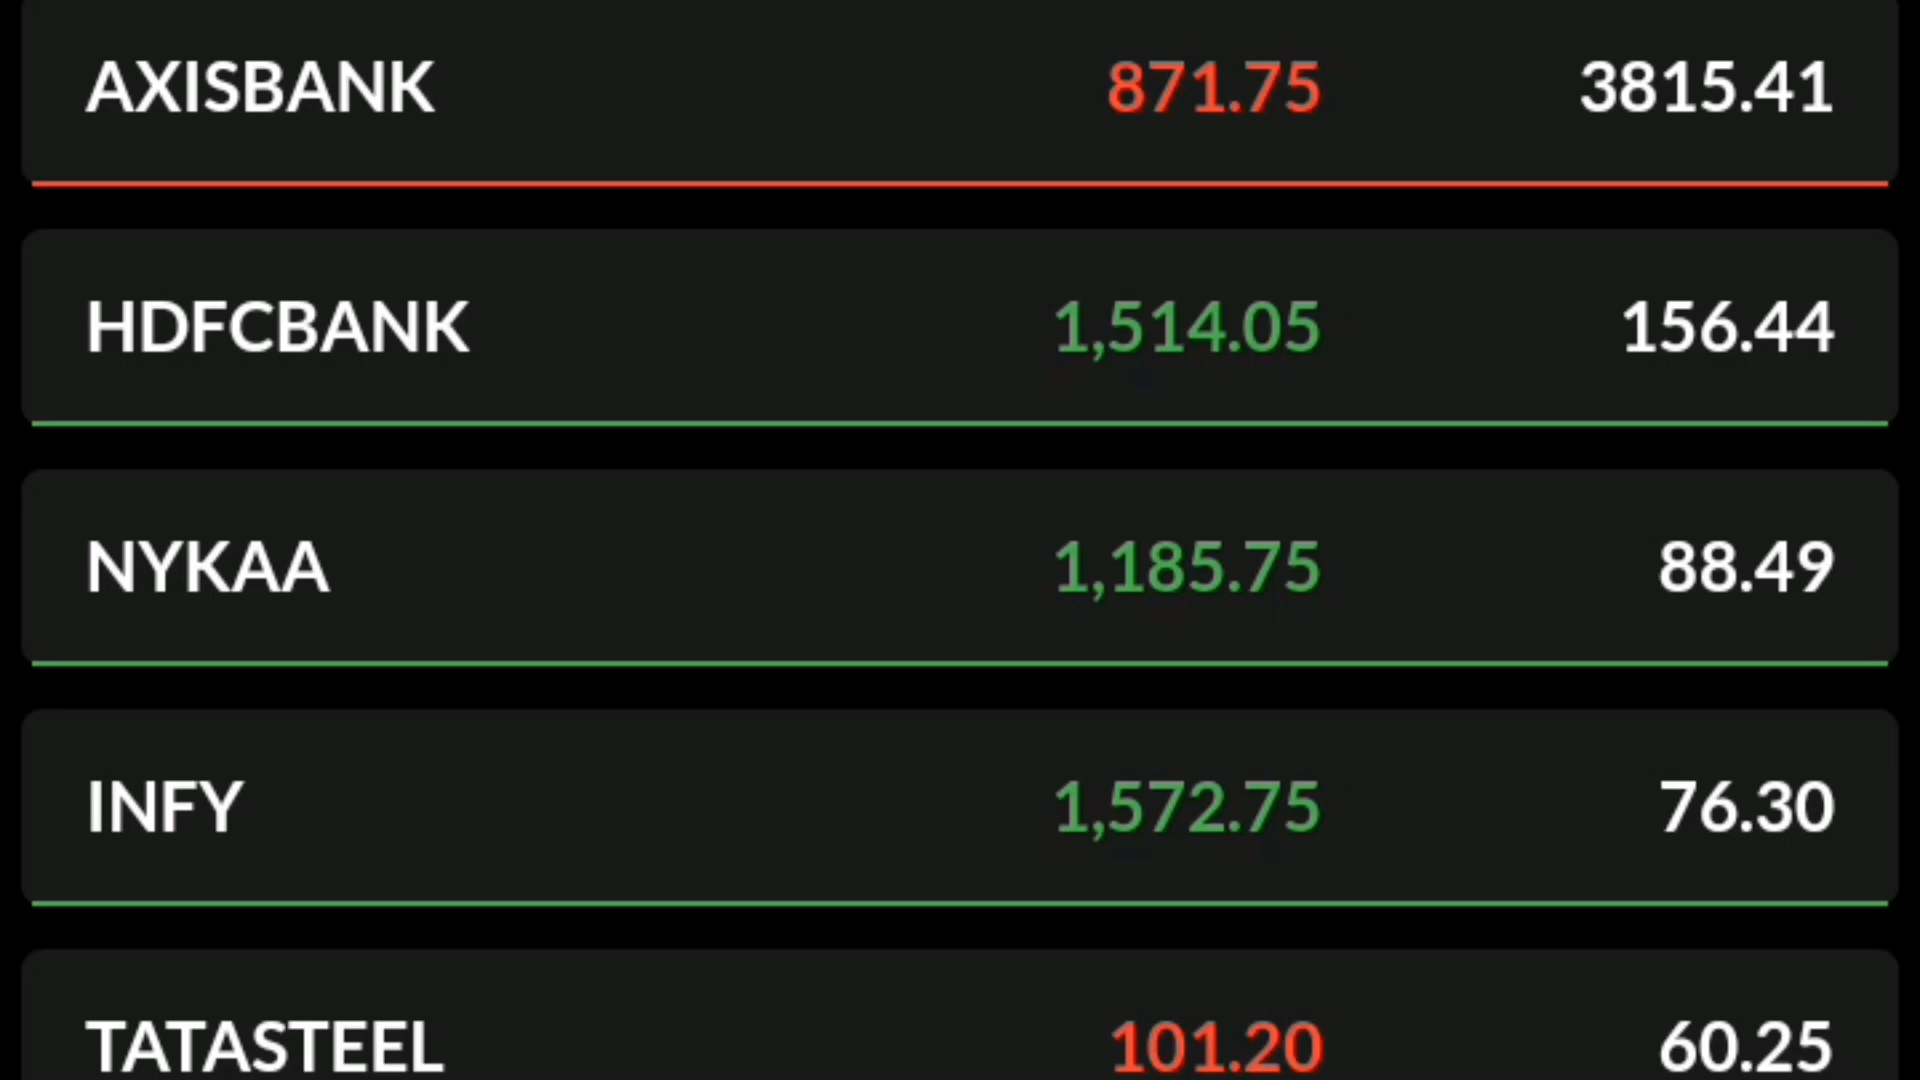 AXISBANK 871.75 3815.41
HDFCBANK 1,514.05 156.44
NYKAA 1,185.75 88.49
INFY 1,572.75 76.30
TATASTEEL 101.20 60.25